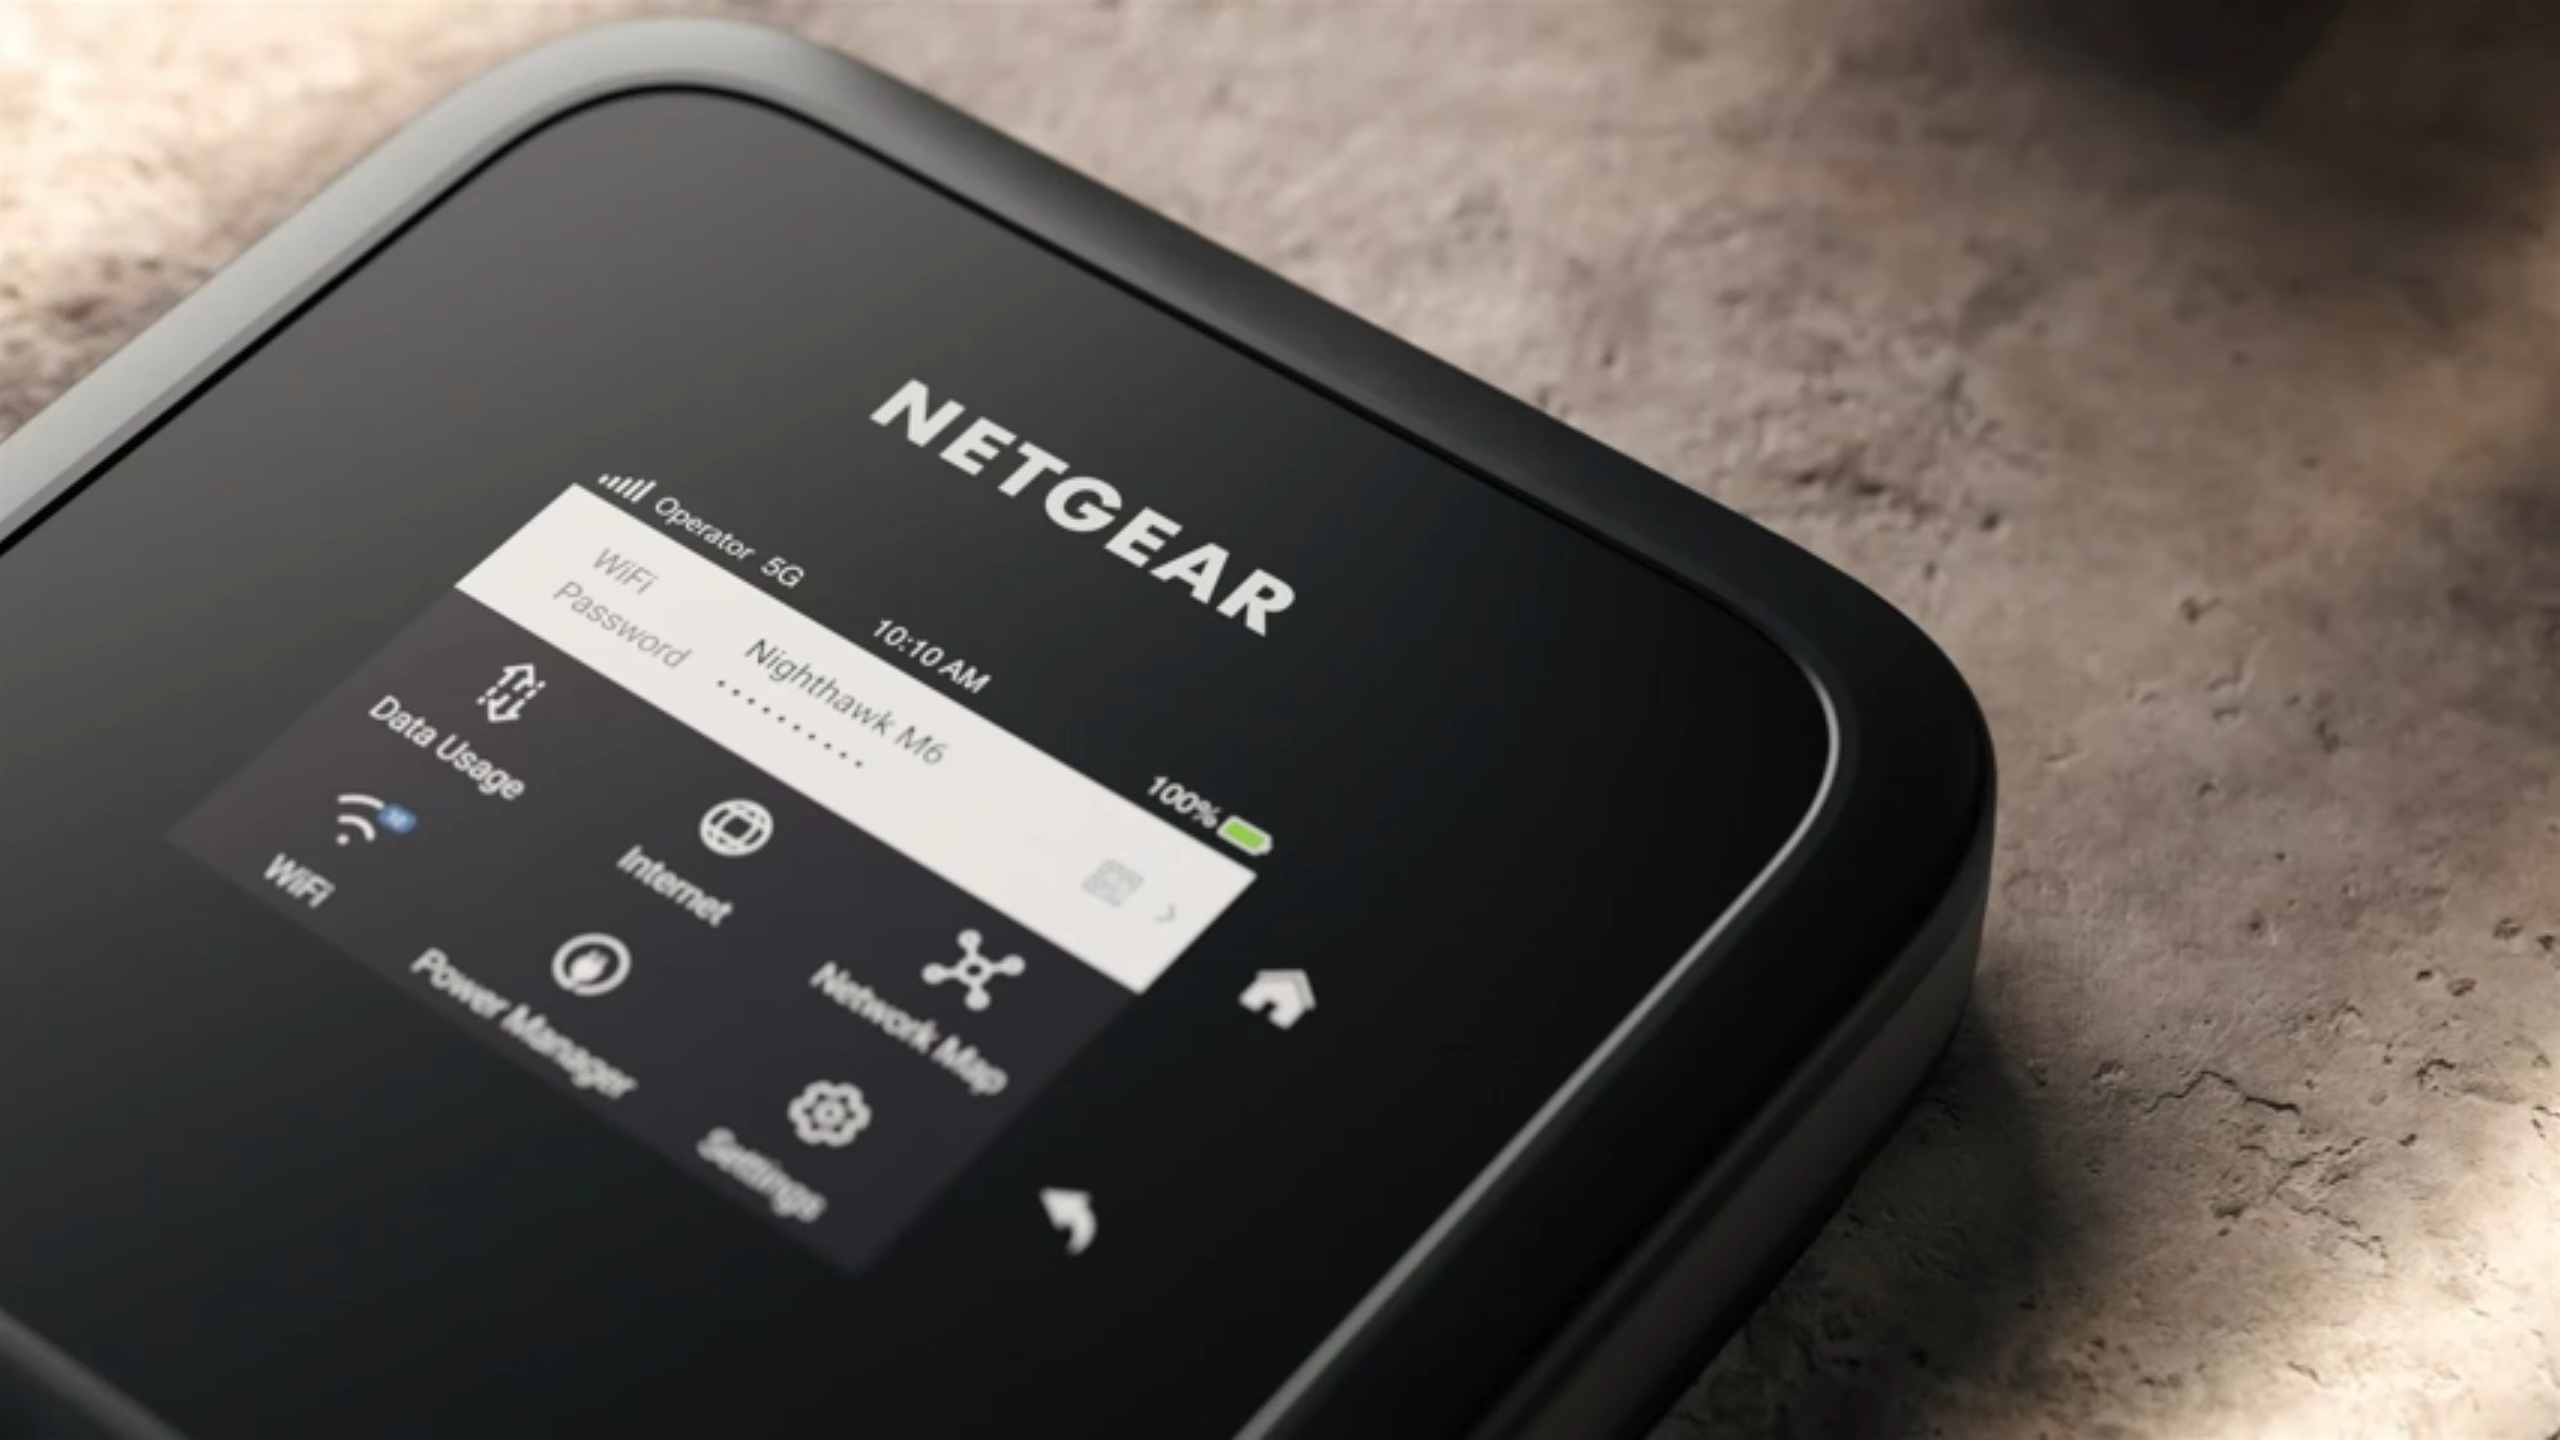 NETGEAR
Operator 5G
10:10 AM
100%
WiFi Nighthawk M6
Password ··········
Data Usage
Internet
Network Map
WiFi
Power Manager
Settings